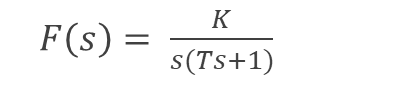 F(s) = K / s(Ts+1)